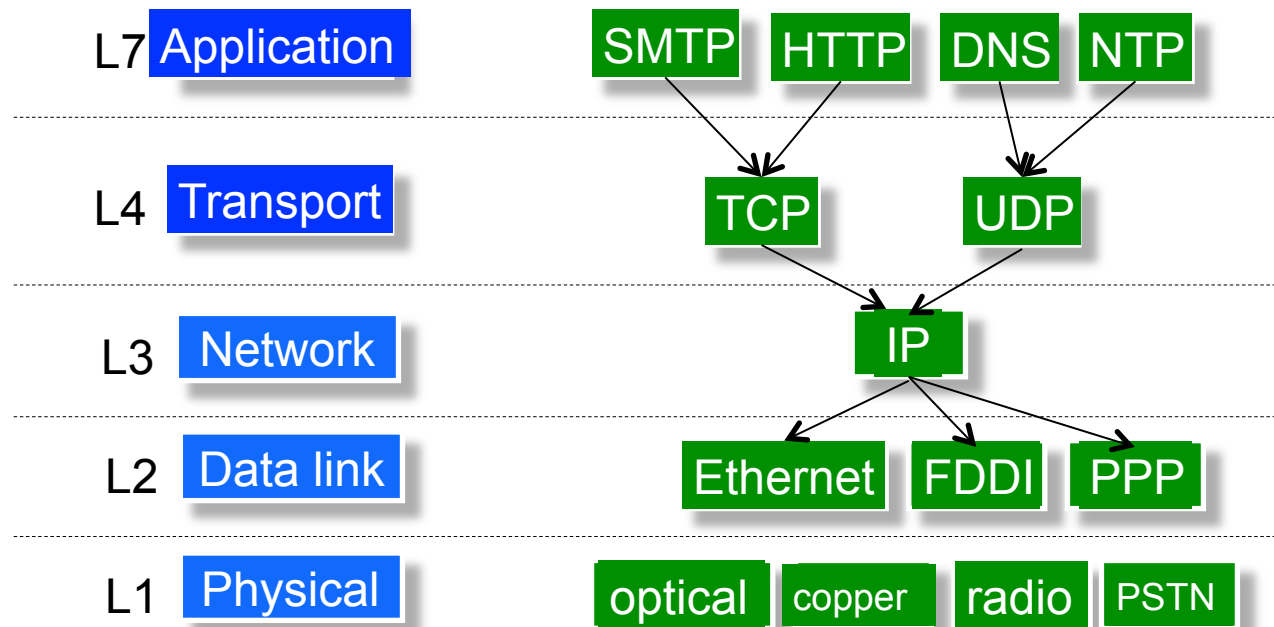 L7 Application SMTP HTTP DNS NTP
L4 Transport TCP UDP
L3 Network IP
L2 Data link Ethernet FDDI PPP
L1 Physical optical copper radio PSTN